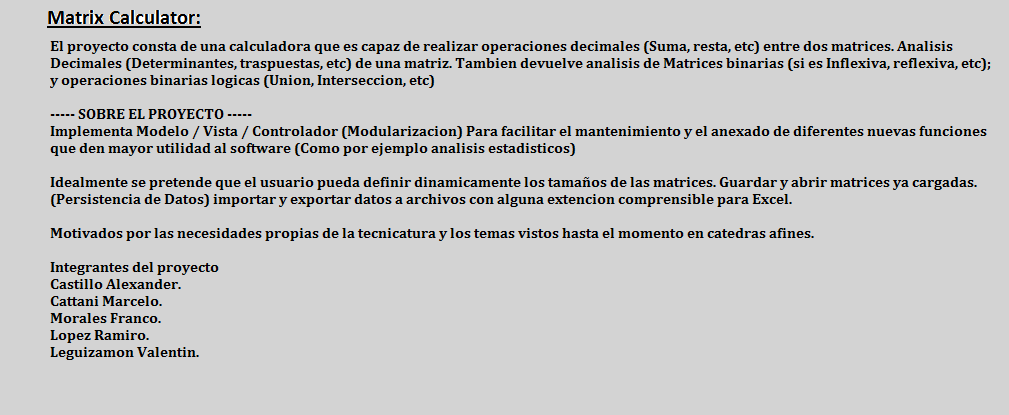 Matrix Calculator:
El proyecto consta de una calculadora que es capaz de realizar operaciones decimales (Suma, resta, etc) entre dos matrices. Analisis
Decimales (Determinantes, traspuestas, etc) de una matriz. Tambien devuelve analisis de Matrices binarias (si es Inflexiva, reflexiva, etc);
y operaciones binarias logicas (Union, Interseccion, etc)
----- SOBRE EL PROYECTO -----
Implementa Modelo / Vista / Controlador (Modularizacion) Para facilitar el mantenimiento y el anexado de diferentes nuevas funciones
que den mayor utilidad al software (Como por ejemplo analisis estadisticos)
Idealmente se pretende que el usuario pueda definir dinamicamente los tamaños de las matrices. Guardar y abrir matrices ya cargadas.
(Persistencia de Datos) importar y exportar datos a archivos con alguna extencion comprensible para Excel.
Motivados por las necesidades propias de la tecnicatura y los temas vistos hasta el momento en catedras afines.
Integrantes del proyecto
Castillo Alexander.
Cattani Marcelo.
Morales Franco.
Lopez Ramiro.
Leguizamon Valentin.